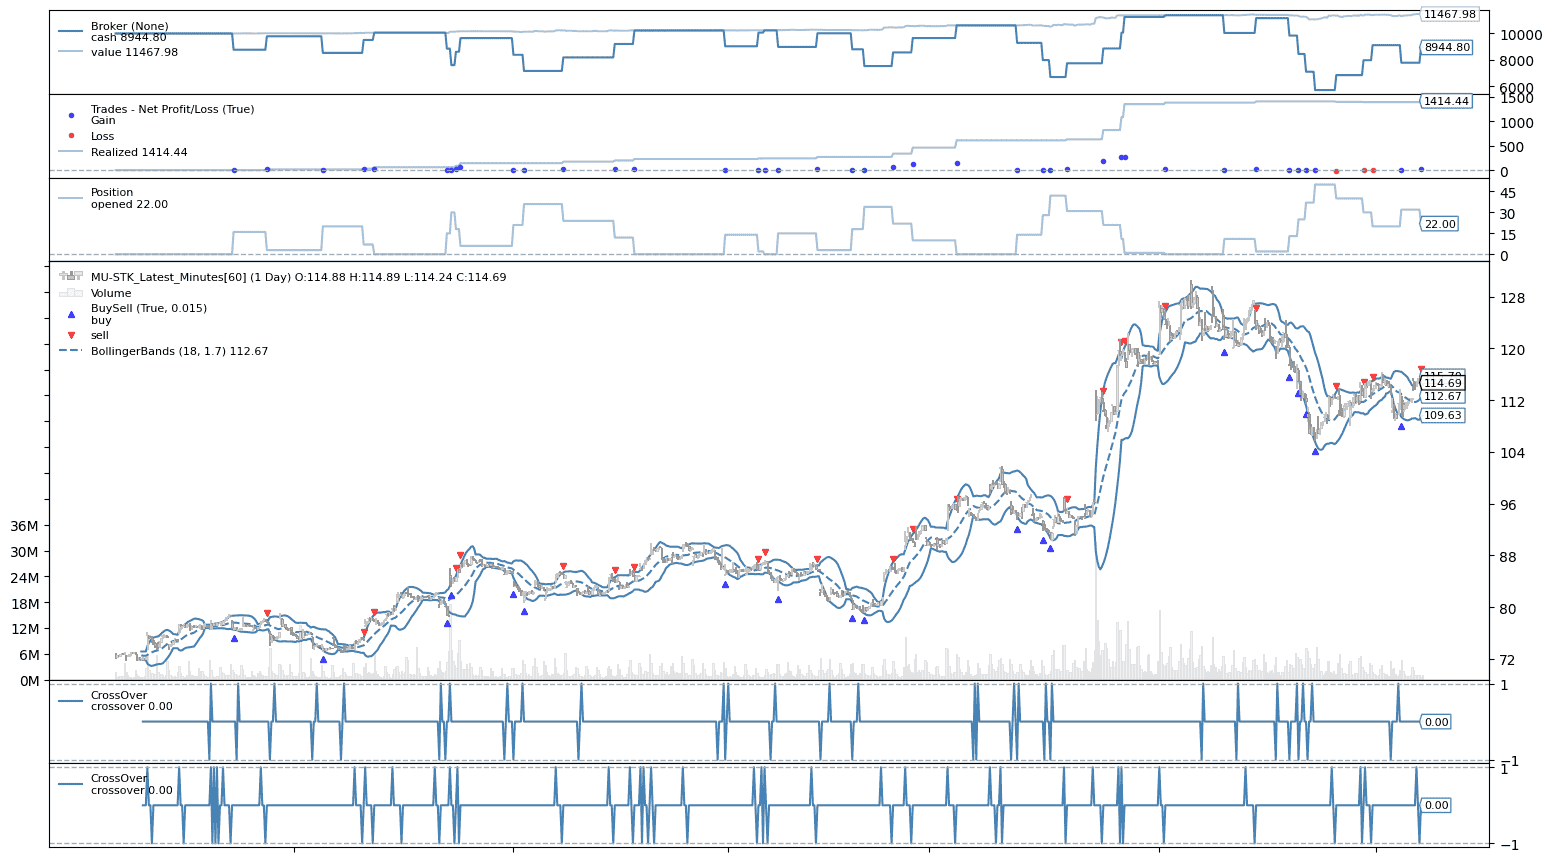 Broker (None)
cash 8944.80
value 11467.98
11467.98
10000
8944.80
8000
6000
Trades - Net Profit/Loss (True)
Gain
Loss
Realized 1414.44
1500
1414.44
1000
500
0
Position
opened 22.00
45
30
22.00
15
0
MU-STK_Latest_Minutes[60] (1 Day) O:114.88 H:114.89 L:114.24 C:114.69
Volume
BuySell (True, 0.015)
buy
sell
BollingerBands (18, 1.7) 112.67
128
120
114.69
112.67
112
109.63
104
96
88
80
72
36M
30M
24M
18M
12M
6M
0M
CrossOver
crossover 0.00
1
0.00
−1
CrossOver
crossover 0.00
1
0.00
−1